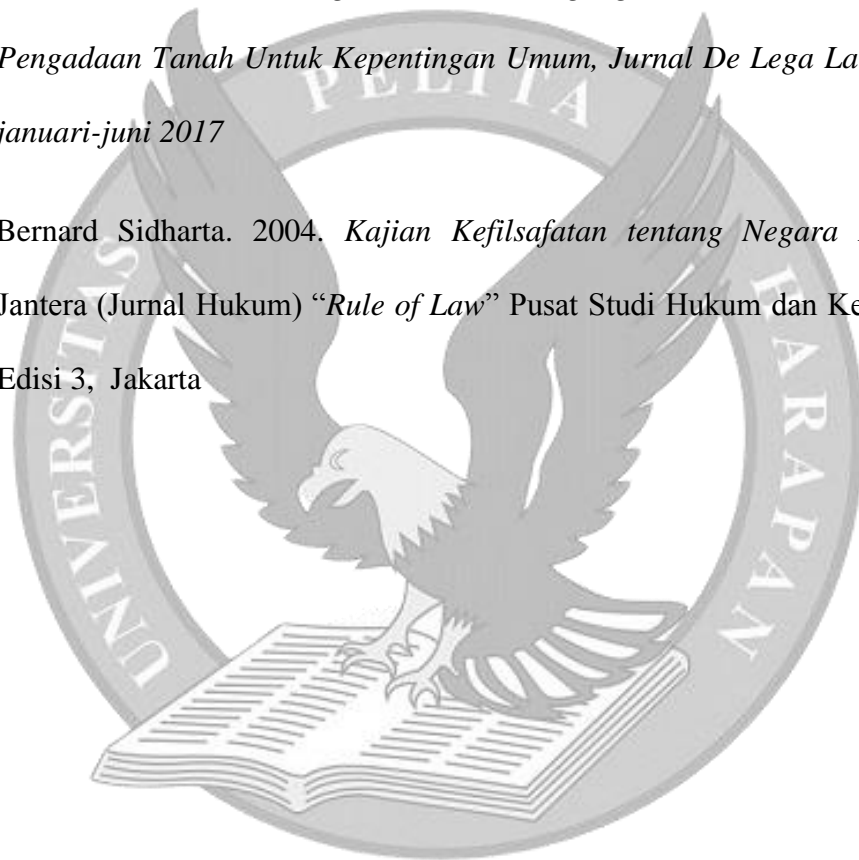 Pengadaan Tanah Untuk Kepentingan Umum, Jurnal De Lega La
januari-juni 2017
Bernard Sidharta. 2004. Kajian Kefilsafatan tentang Negara
Jantera (Jurnal Hukum) “Rule of Law” Pusat Studi Hukum dan Ke
Edisi 3, Jakarta
UNIVERSITAS PELITA HARAPAN